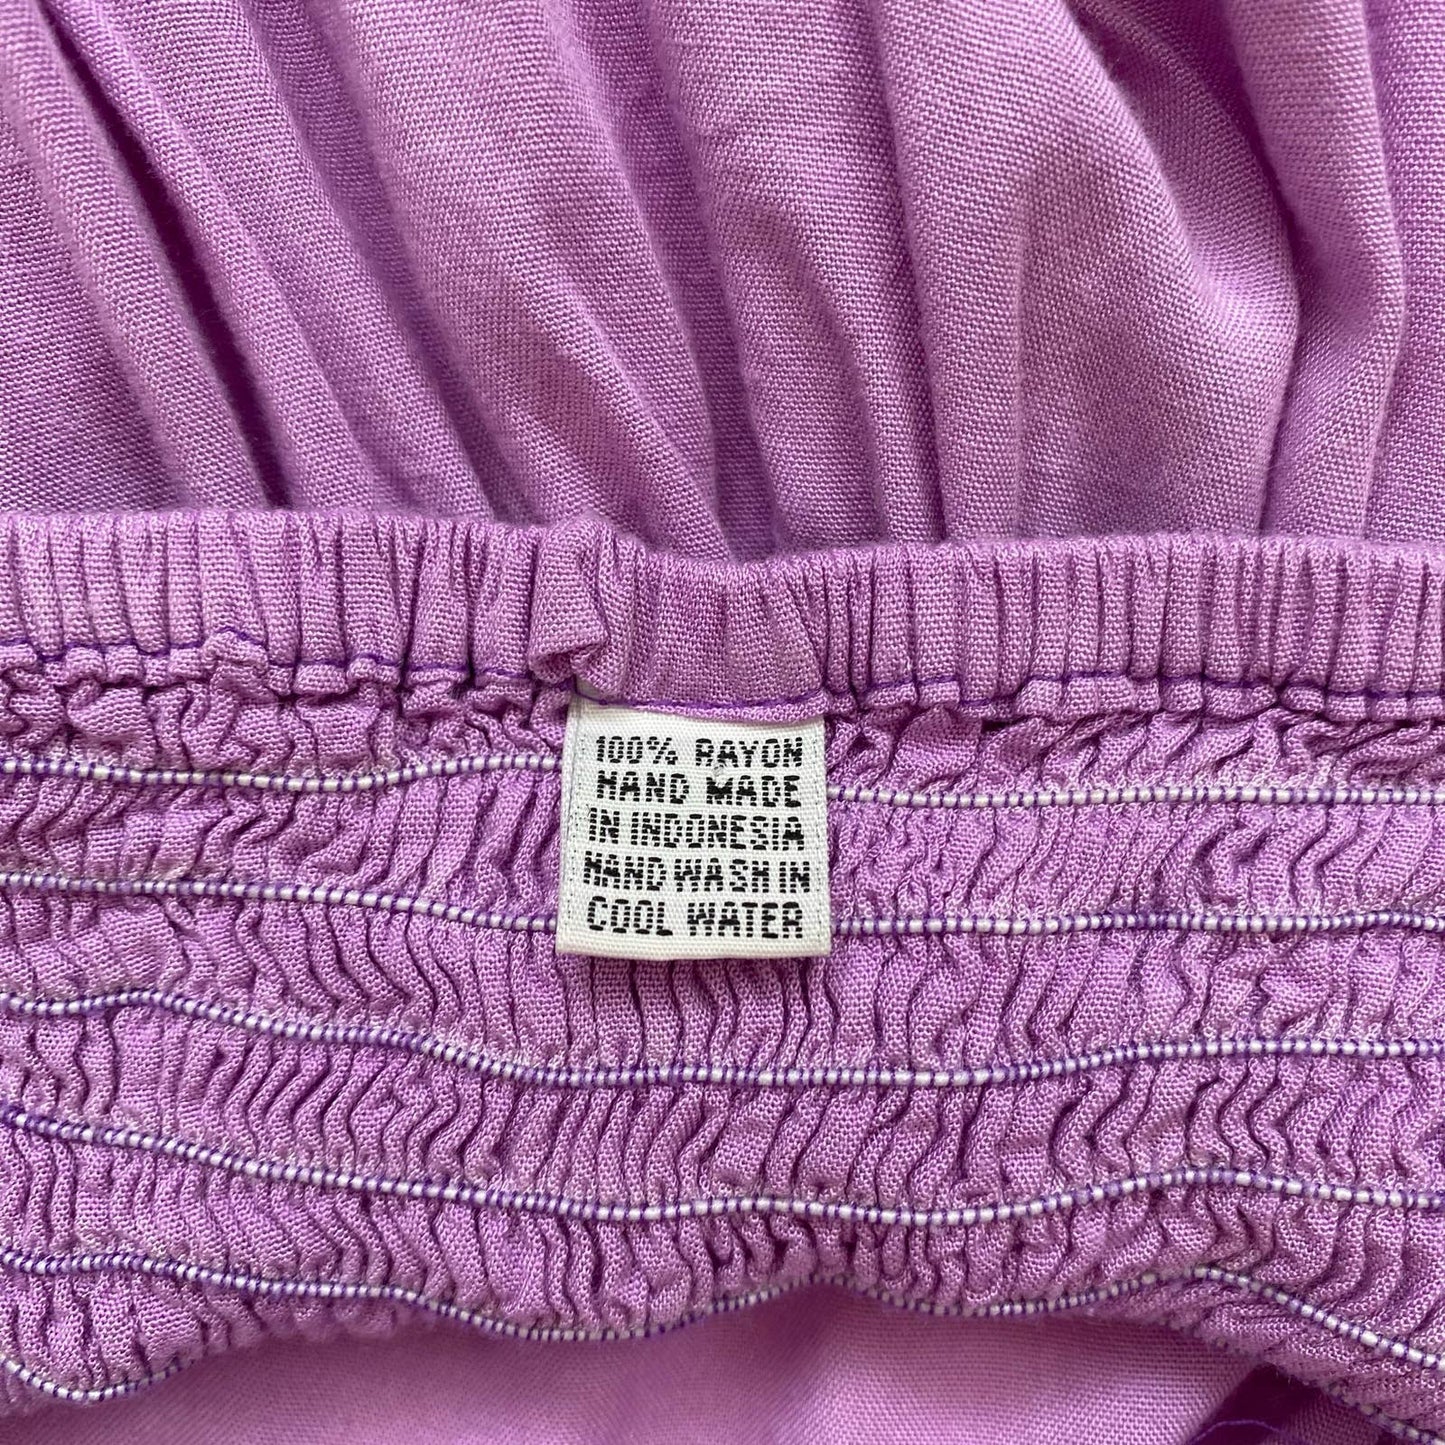 100% RAYON
HAND MADE
IN INDONESIA
HAND WASH IN
COOL WATER